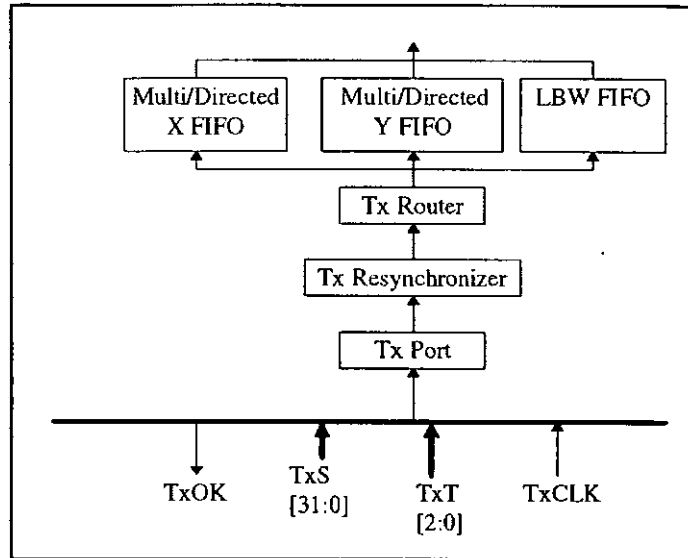 Multi/Directed
X FIFO
Multi/Directed
Y FIFO
LBW FIFO
Tx Router
Tx Resynchronizer
Tx Port
TxOK
TxS
[31:0]
TxT
[2:0]
TxCLK